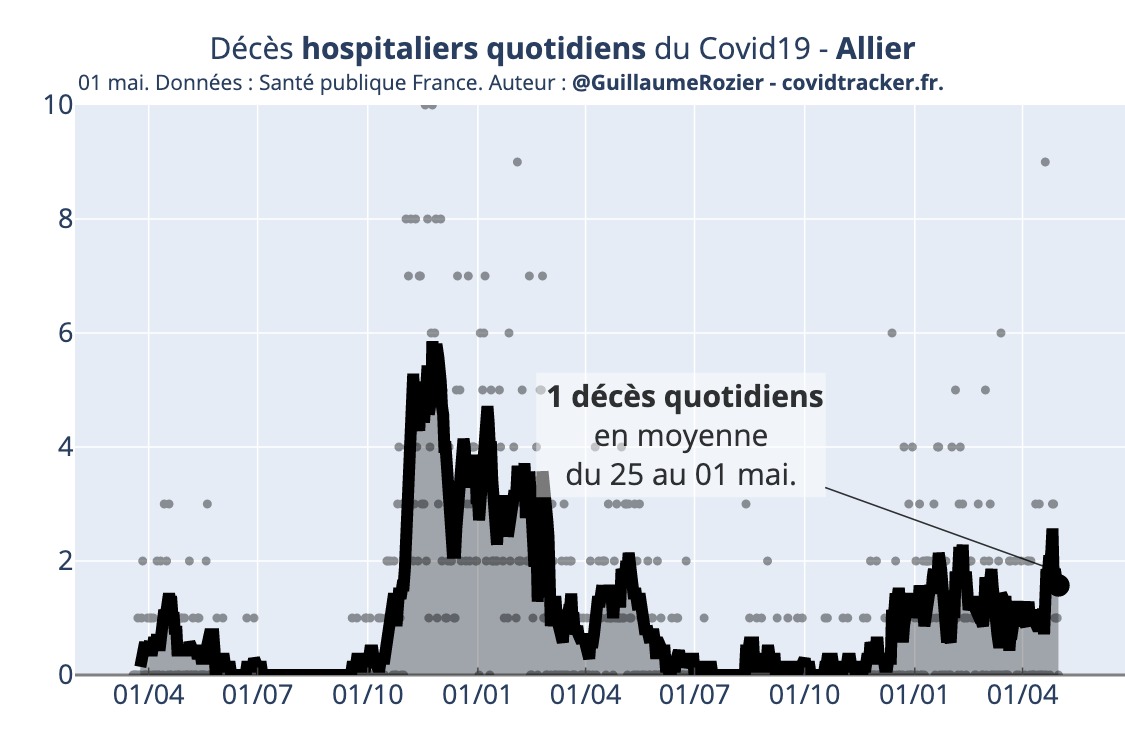 Décès hospitaliers quotidiens du Covid19 - Allier
01 mai. Données : Santé publique France. Auteur : @GuillaumeRozier - covidtracker.fr.
10
8
6
4
2
0
1 décès quotidiens
en moyenne
du 25 au 01 mai.
01/04 01/07 01/10 01/01 01/04 01/07 01/10 01/01 01/04